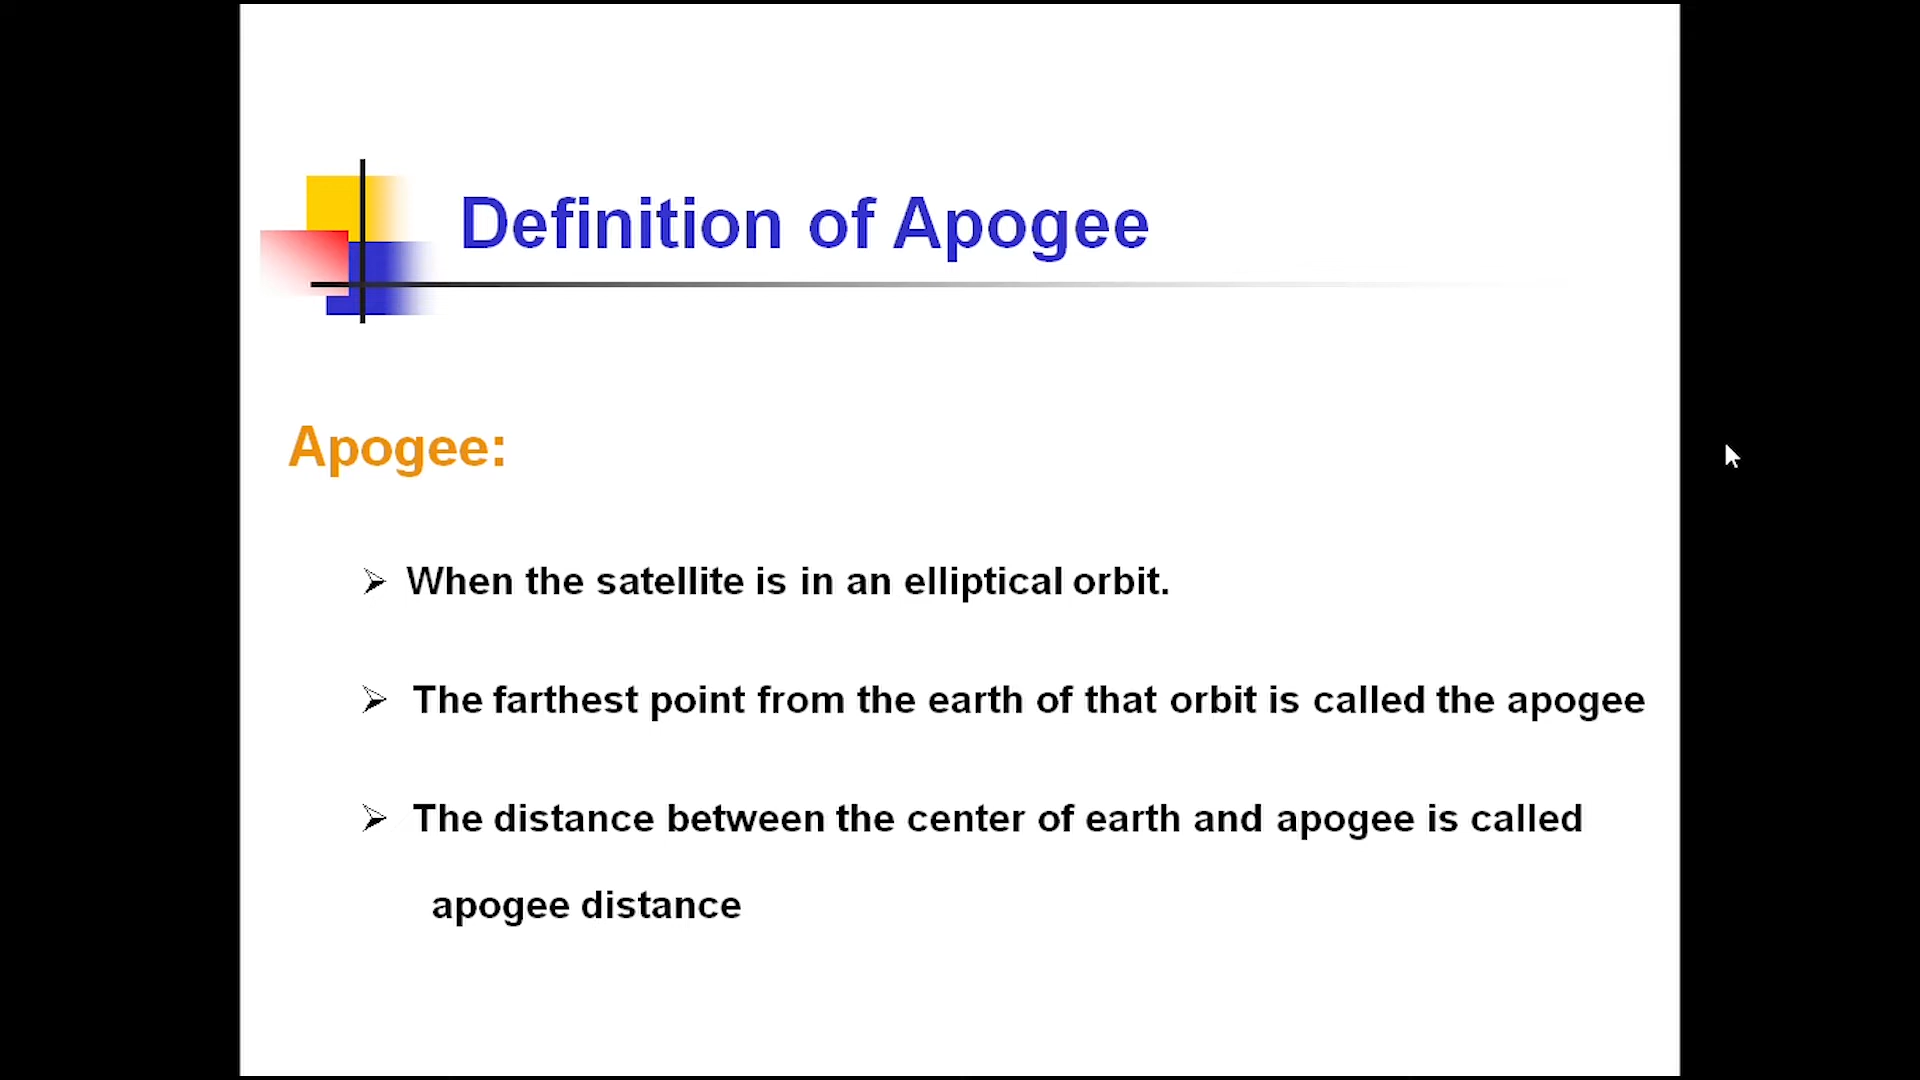 Definition of Apogee
Apogee:
➢ When the satellite is in an elliptical orbit.
➢ The farthest point from the earth of that orbit is called the apogee
➢ The distance between the center of earth and apogee is called
apogee distance